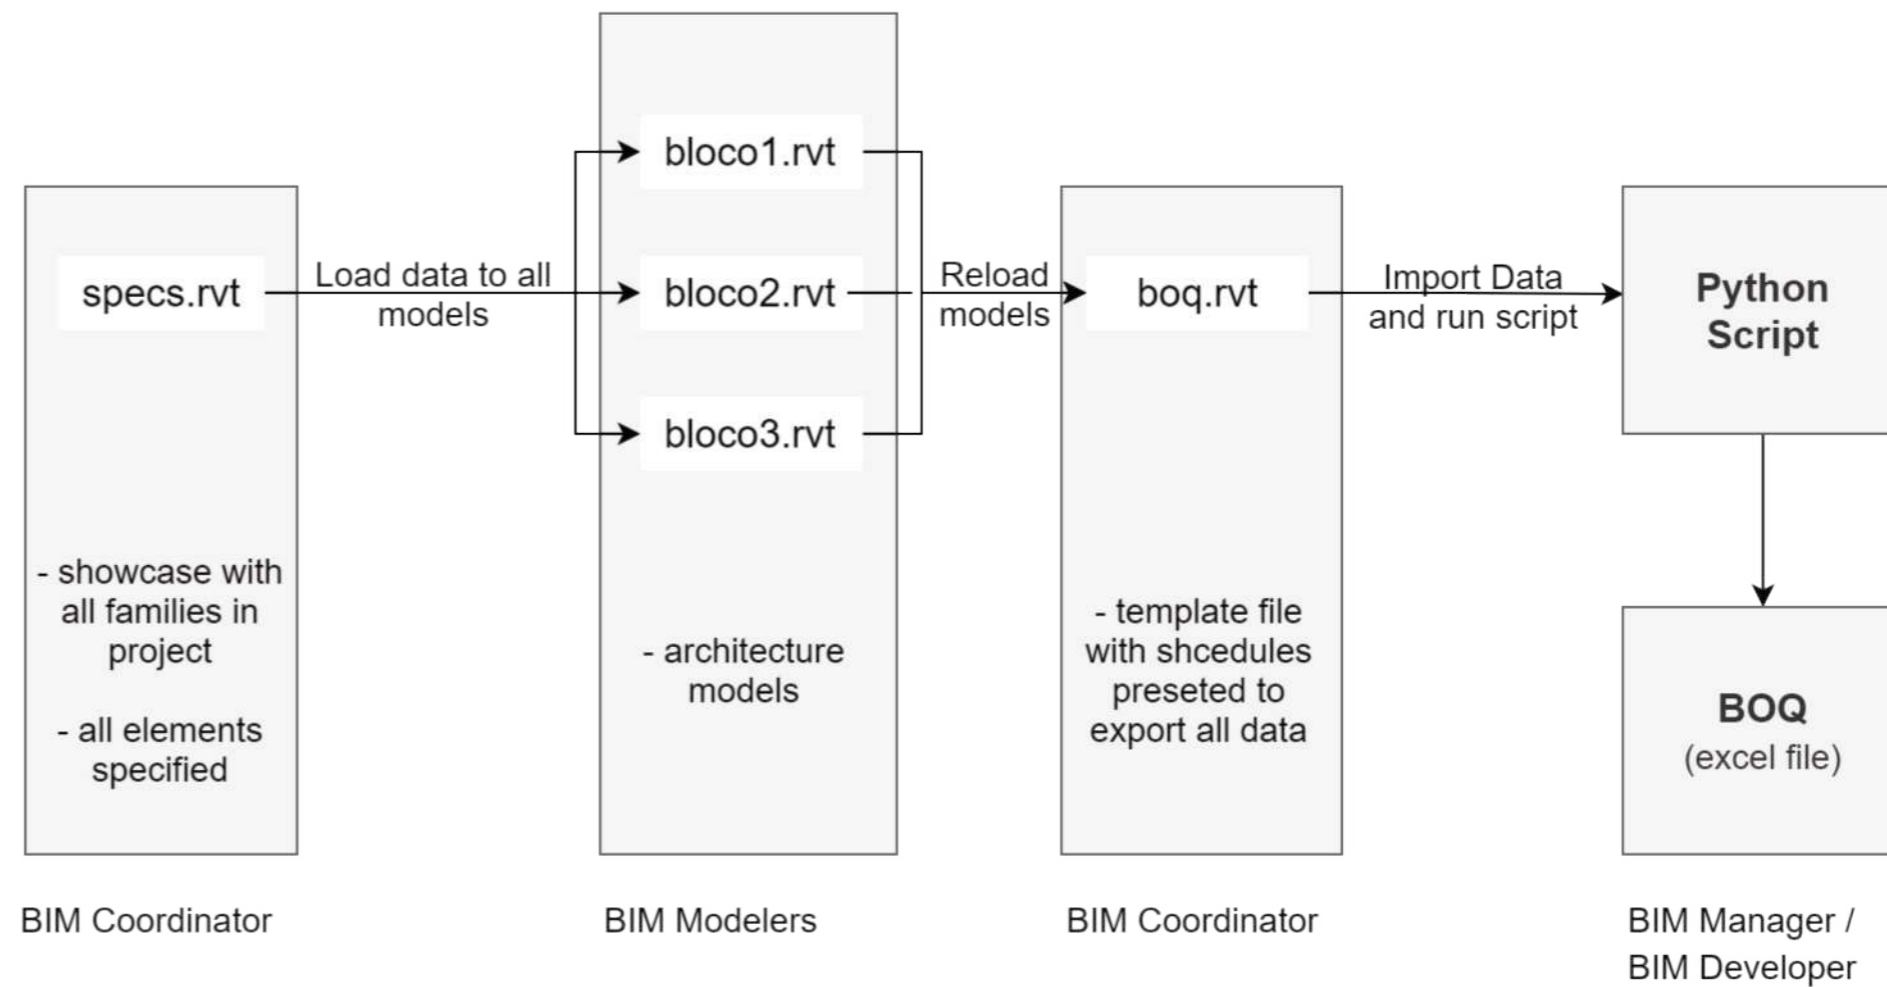 specs.rvt
- showcase with
all families in
project
- all elements
specified
BIM Coordinator
Load data to all
models
bloco1.rvt
bloco2.rvt
bloco3.rvt
- architecture
models
BIM Modelers
Reload
models
boq.rvt
- template file
with shcedules
preseted to
export all data
BIM Coordinator
Import Data
and run script
Python
Script
BOQ
(excel file)
BIM Manager /
BIM Developer